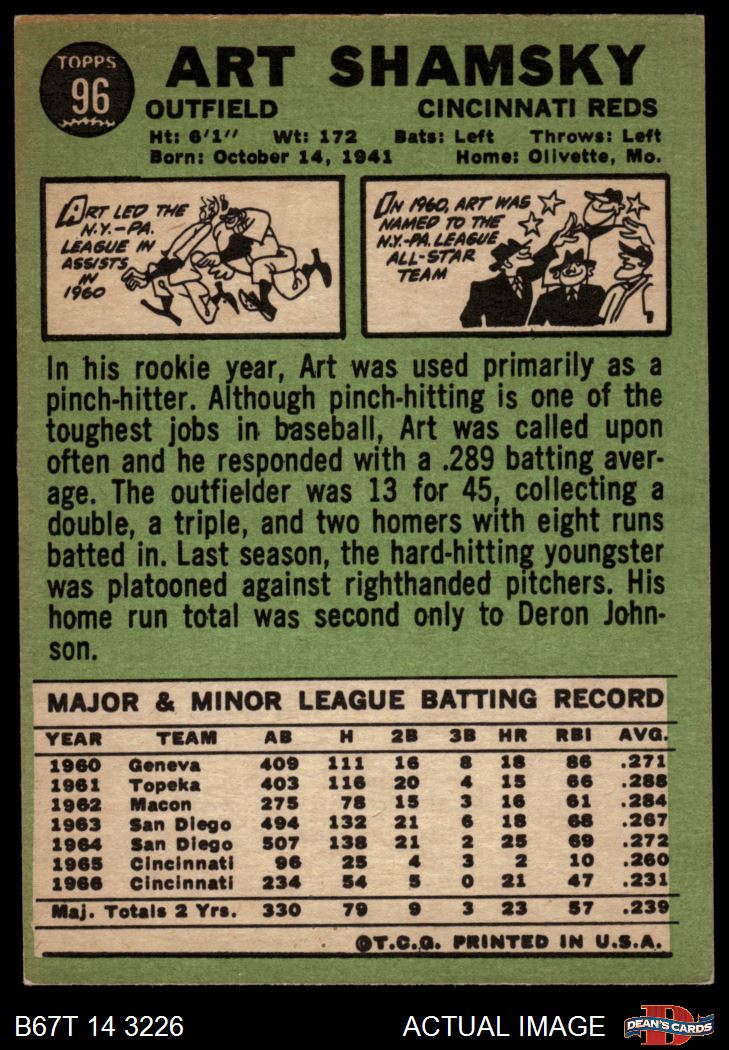 TOPPS
96
ART SHAMSKY
OUTFIELD CINCINNATI REDS
Ht: 6'1" Wt: 172 Bats: Left Throws: Left
Born: October 14, 1941 Home: Olivette, Mo.
ART LED THE
N.Y.-PA.
LEAGUE IN
ASSISTS
IN
1960
IN 1960, ART WAS
NAMED TO THE
N.Y.-PA. LEAGUE
ALL-STAR
TEAM
In his rookie year, Art was used primarily as a
pinch-hitter. Although pinch-hitting is one of the
toughest jobs in baseball, Art was called upon
often and he responded with a .289 batting aver-
age. The outfielder was 13 for 45, collecting a
double, a triple, and two homers with eight runs
batted in. Last season, the hard-hitting youngster
was platooned against righthanded pitchers. His
home run total was second only to Deron John-
son.
MAJOR & MINOR LEAGUE BATTING RECORD
YEAR TEAM AB H 2B 3B HR RBI AVG.
1960 Geneva 409 111 16 8 18 86 .271
1961 Topeka 403 116 20 4 15 66 .288
1962 Macon 275 78 15 3 16 61 .284
1963 San Diego 494 132 21 6 18 68 .267
1964 San Diego 507 138 21 2 25 69 .272
1965 Cincinnati 96 25 4 3 2 10 .260
1966 Cincinnati 234 54 5 0 21 47 .231
Maj. Totals 2 Yrs. 330 79 9 3 23 57 .239
©T.C.G. PRINTED IN U.S.A.
B67T 14 3226 ACTUAL IMAGE
D
DEAN'S CARDS